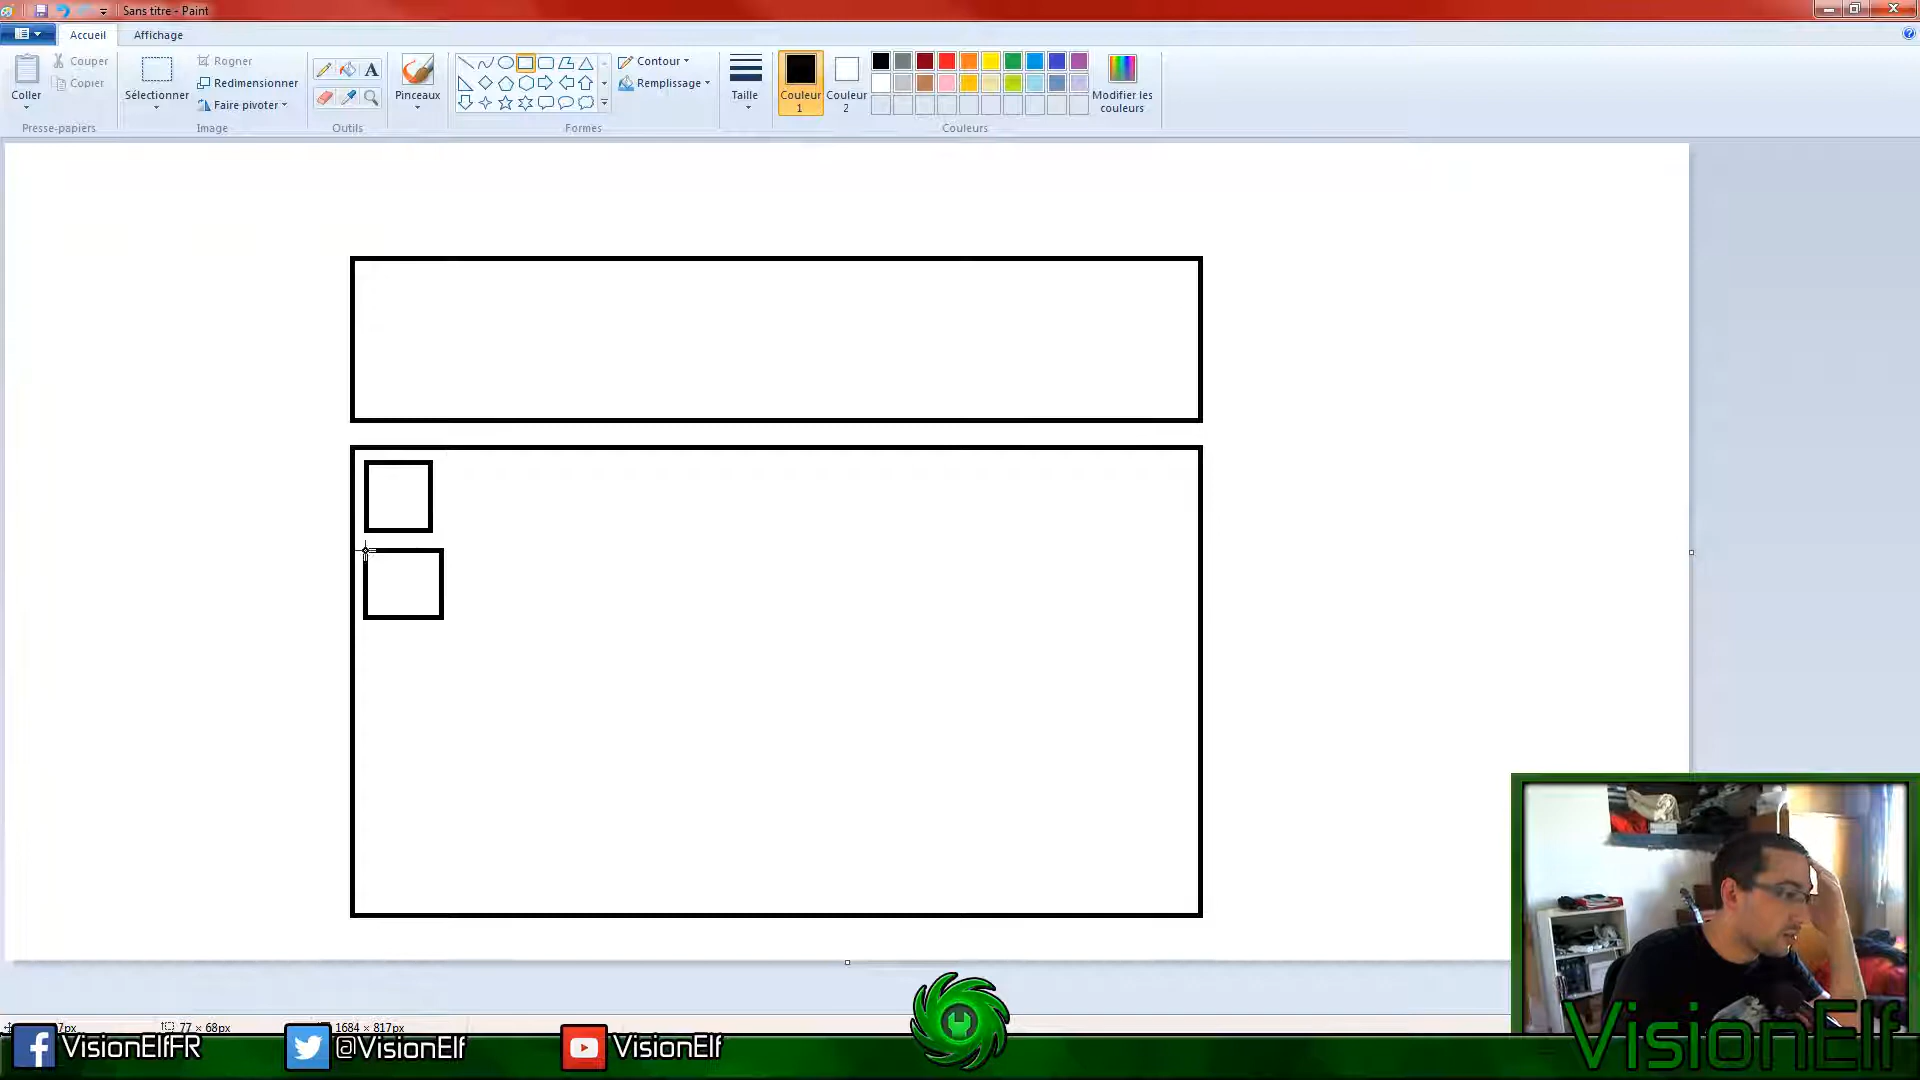 Sans titre - Paint
Accueil
Affichage
Coller
Couper
Copier
Presse-papiers
Sélectionner
Rogner
Redimensionner
Faire pivoter
Image
A
Outils
Pinceaux
Contour
Remplissage
Formes
Taille
Couleur
1
Couleur
2
Modifier les
couleurs
Couleurs
7px
77 × 68px
1684 × 817px
VisionElfFR
@VisionElf
VisionElf
VisionElf